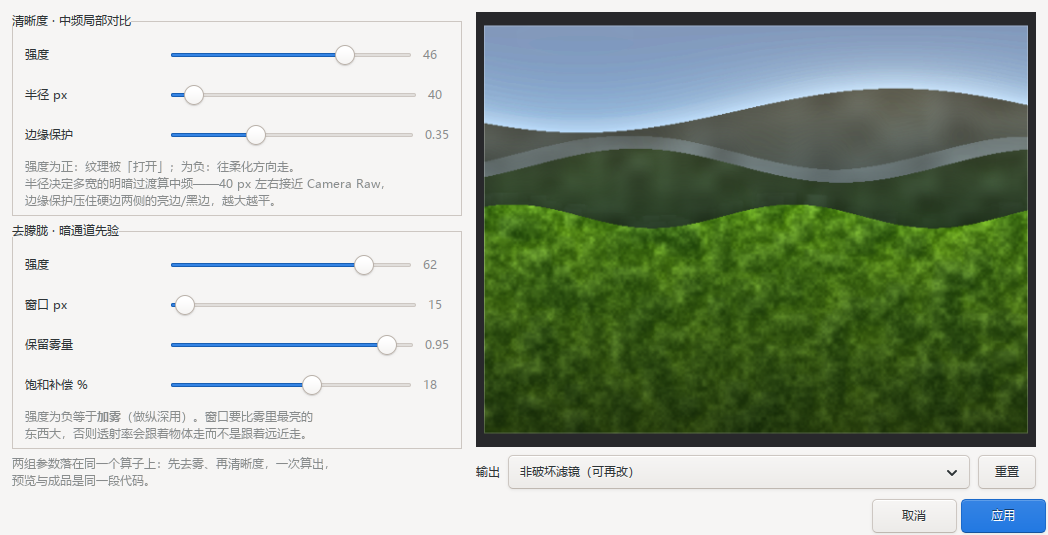 清晰度 · 中频局部对比
强度 46
半径 px 40
边缘保护 0.35
强度为正：纹理被「打开」；为负：往柔化方向走。
半径决定多宽的明暗过渡算中频——40 px 左右接近 Camera Raw，
边缘保护压住硬边两侧的亮边/黑边，越大越平。
去朦胧 · 暗通道先验
强度 62
窗口 px 15
保留雾量 0.95
饱和补偿 % 18
强度为负等于加雾（做纵深用）。窗口要比雾里最亮的
东西大，否则透射率会跟着物体走而不是跟着远近走。
两组参数落在同一个算子上：先去雾、再清晰度，一次算出，
预览与成品是同一段代码。
输出 非破坏滤镜（可再改） 重置
取消 应用